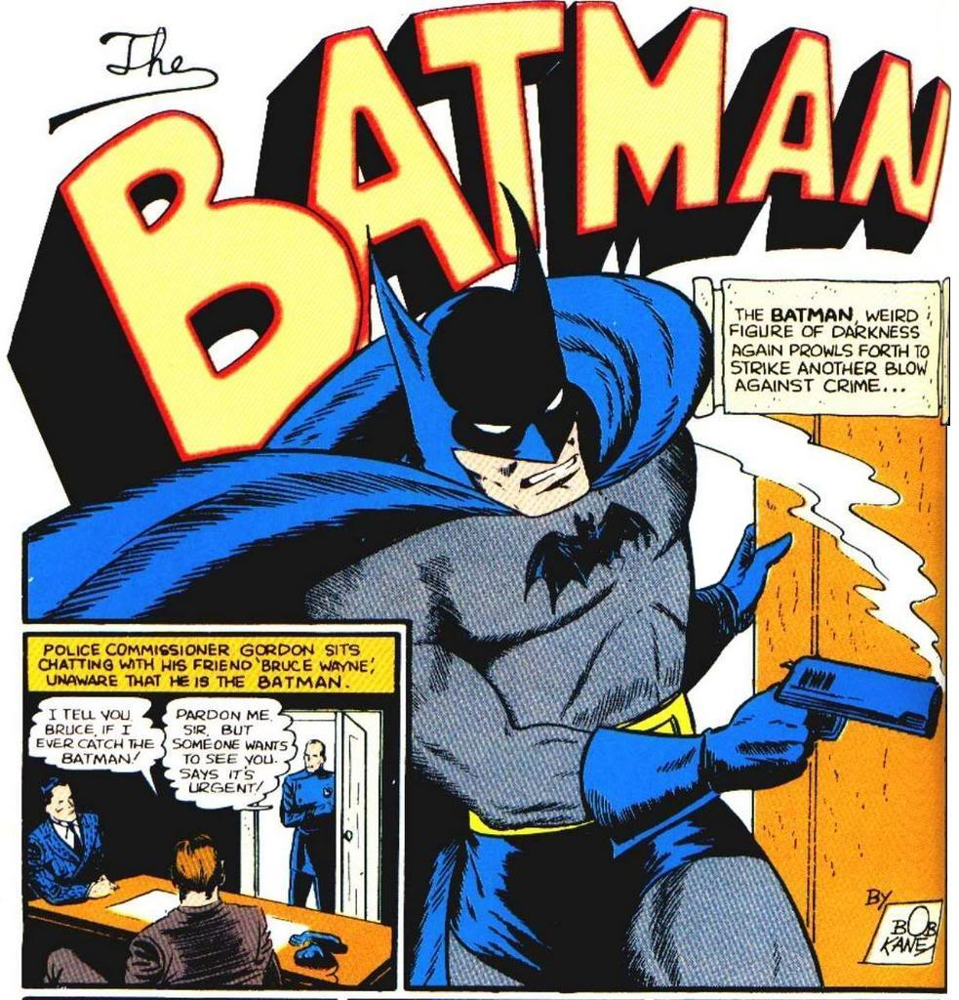 The
BATMAN
THE BATMAN, WEIRD
FIGURE OF DARKNESS
AGAIN PROWLS FORTH TO
STRIKE ANOTHER BLOW
AGAINST CRIME...
POLICE COMMISSIONER GORDON SITS
CHATTING WITH HIS FRIEND 'BRUCE WAYNE',
UNAWARE THAT HE IS THE BATMAN.
I TELL YOU
BRUCE, IF I
EVER CATCH THE
BATMAN!
PARDON ME,
SIR, BUT
SOMEONE WANTS
TO SEE YOU.
SAYS IT'S
URGENT!
BY
BOB
KANE